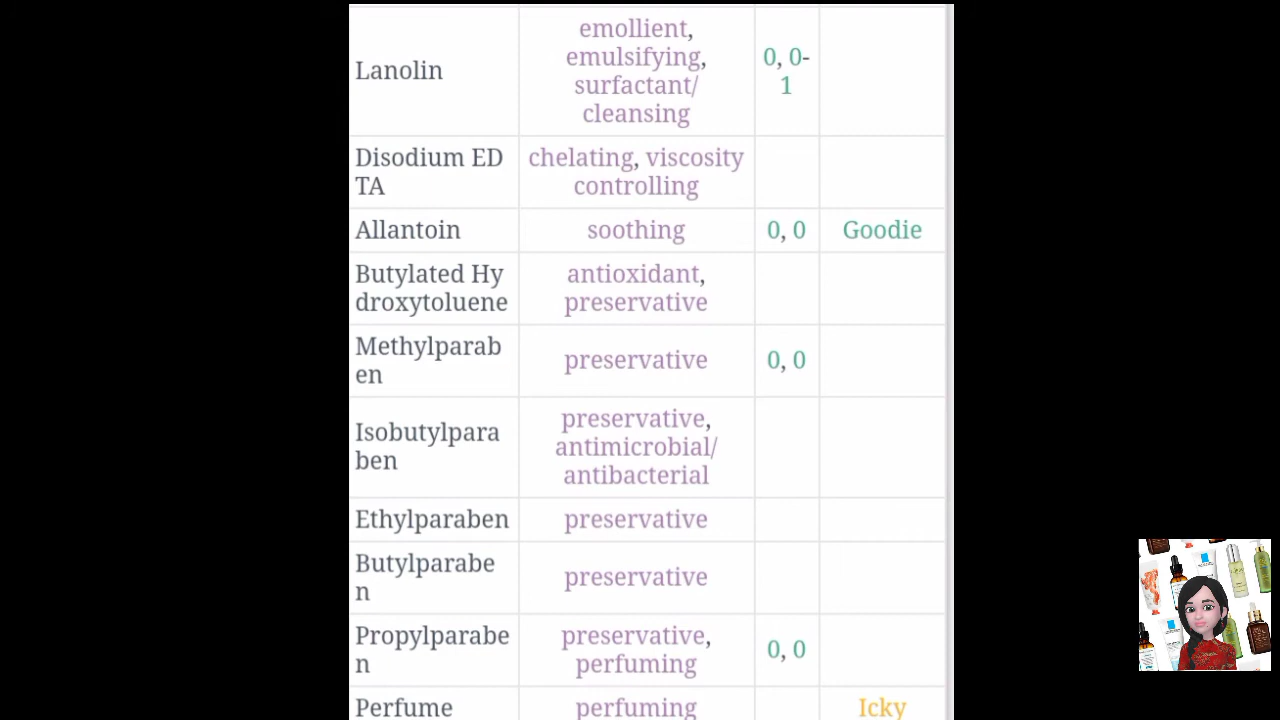 Lanolin
emollient,
emulsifying,
surfactant/
cleansing
0, 0-
1
Disodium ED
TA
chelating, viscosity
controlling
Allantoin
soothing
0, 0
Goodie
Butylated Hy
droxytoluene
antioxidant,
preservative
Methylparab
en
preservative
0, 0
Isobutylpara
ben
preservative,
antimicrobial/
antibacterial
Ethylparaben
preservative
Butylparabe
n
preservative
Propylparabe
n
preservative,
perfuming
0, 0
Perfume
perfuming
Icky